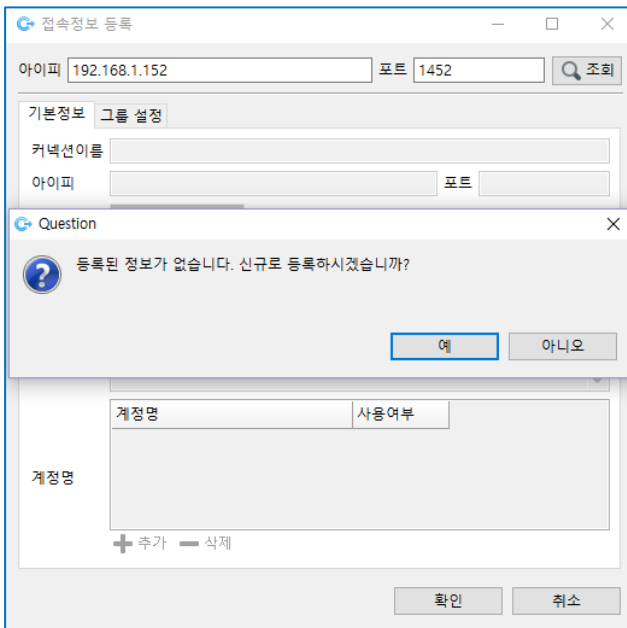 접속정보 등록
아이피 192.168.1.152 포트 1452 조회
기본정보 그룹 설정
커넥션이름
아이피 포트
Question
등록된 정보가 없습니다. 신규로 등록하시겠습니까?
예 아니오
계정명 사용여부
계정명
추가 삭제
확인 취소